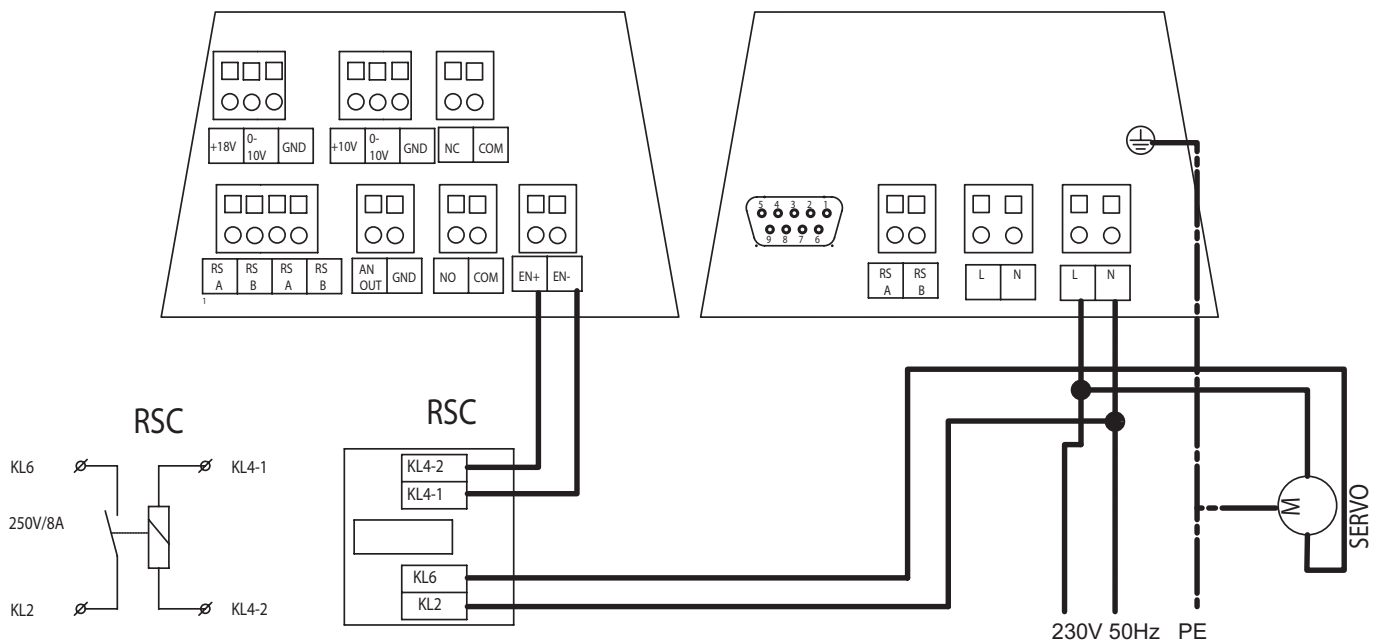 +18V 0-10V GND
+10V 0-10V GND
NC COM
RS A RS B RS A RS B
1
AN OUT GND
NO COM
EN+ EN-
5 4 3 2 1
9 8 7 6
RS A RS B
L N
L N
RSC
KL6 KL4-1
250V/8A
KL2 KL4-2
RSC
KL4-2
KL4-1
KL6
KL2
M
SERVO
230V 50Hz PE